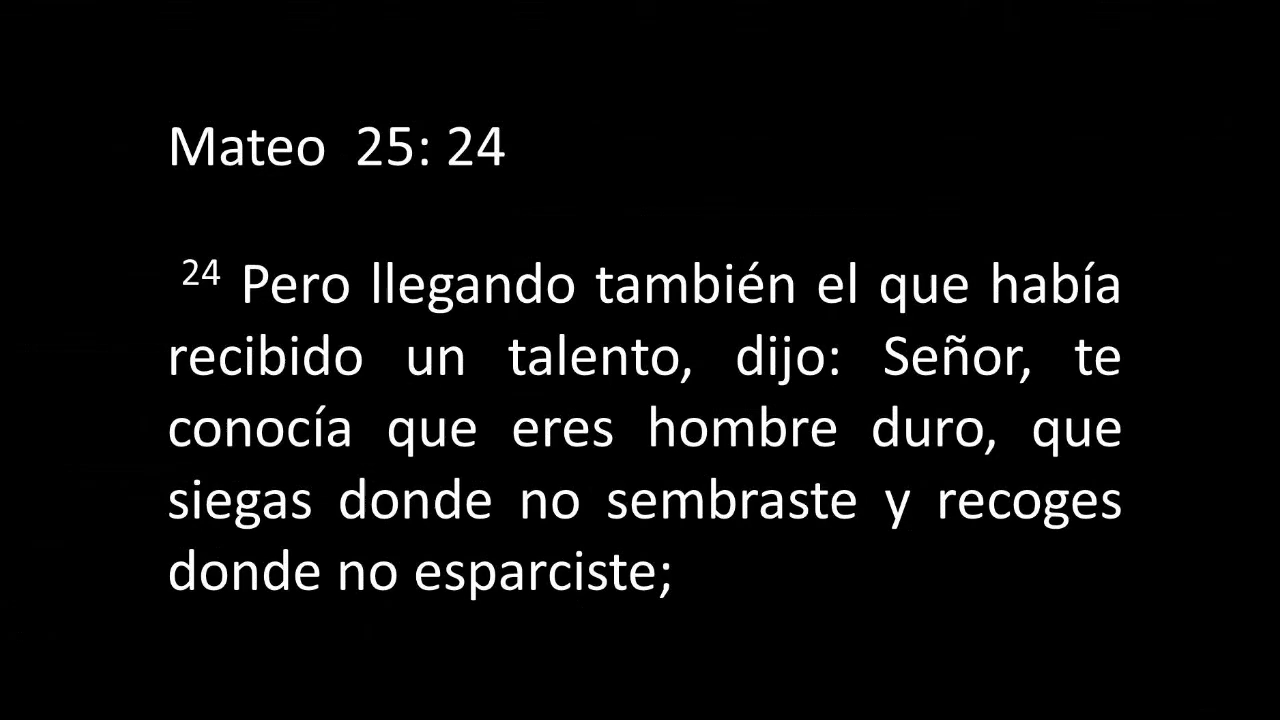 Mateo 25: 24
24 Pero llegando también el que había
recibido un talento, dijo: Señor, te
conocía que eres hombre duro, que
siegas donde no sembraste y recoges
donde no esparciste;